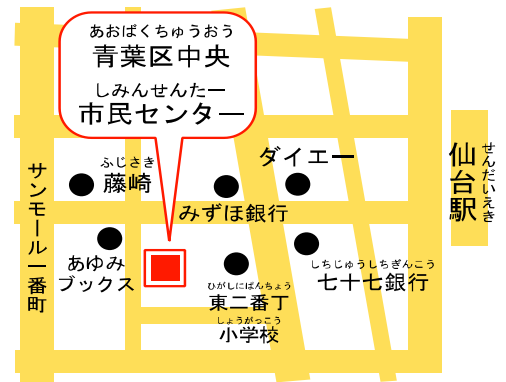 あおばくちゅうおう
青葉区中央
しみんせんたー
市民センター
ダイエー
ふじさき
藤崎
みずほ銀行
せんだいえき
仙台駅
サンモール一番町
あゆみ
ブックス
ひがしにばんちょう
東二番丁
しょうがっこう
小学校
しちじゅうしちぎんこう
七十七銀行